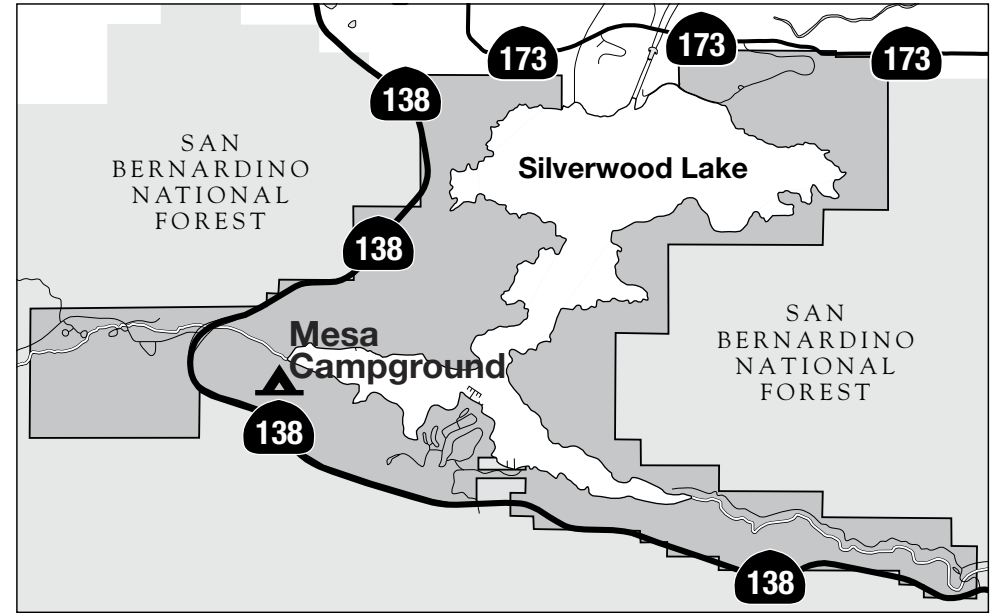 173
173
173
138
SAN
BERNARDINO
NATIONAL
FOREST
Silverwood Lake
138
SAN
BERNARDINO
NATIONAL
FOREST
Mesa
Campground
138
138